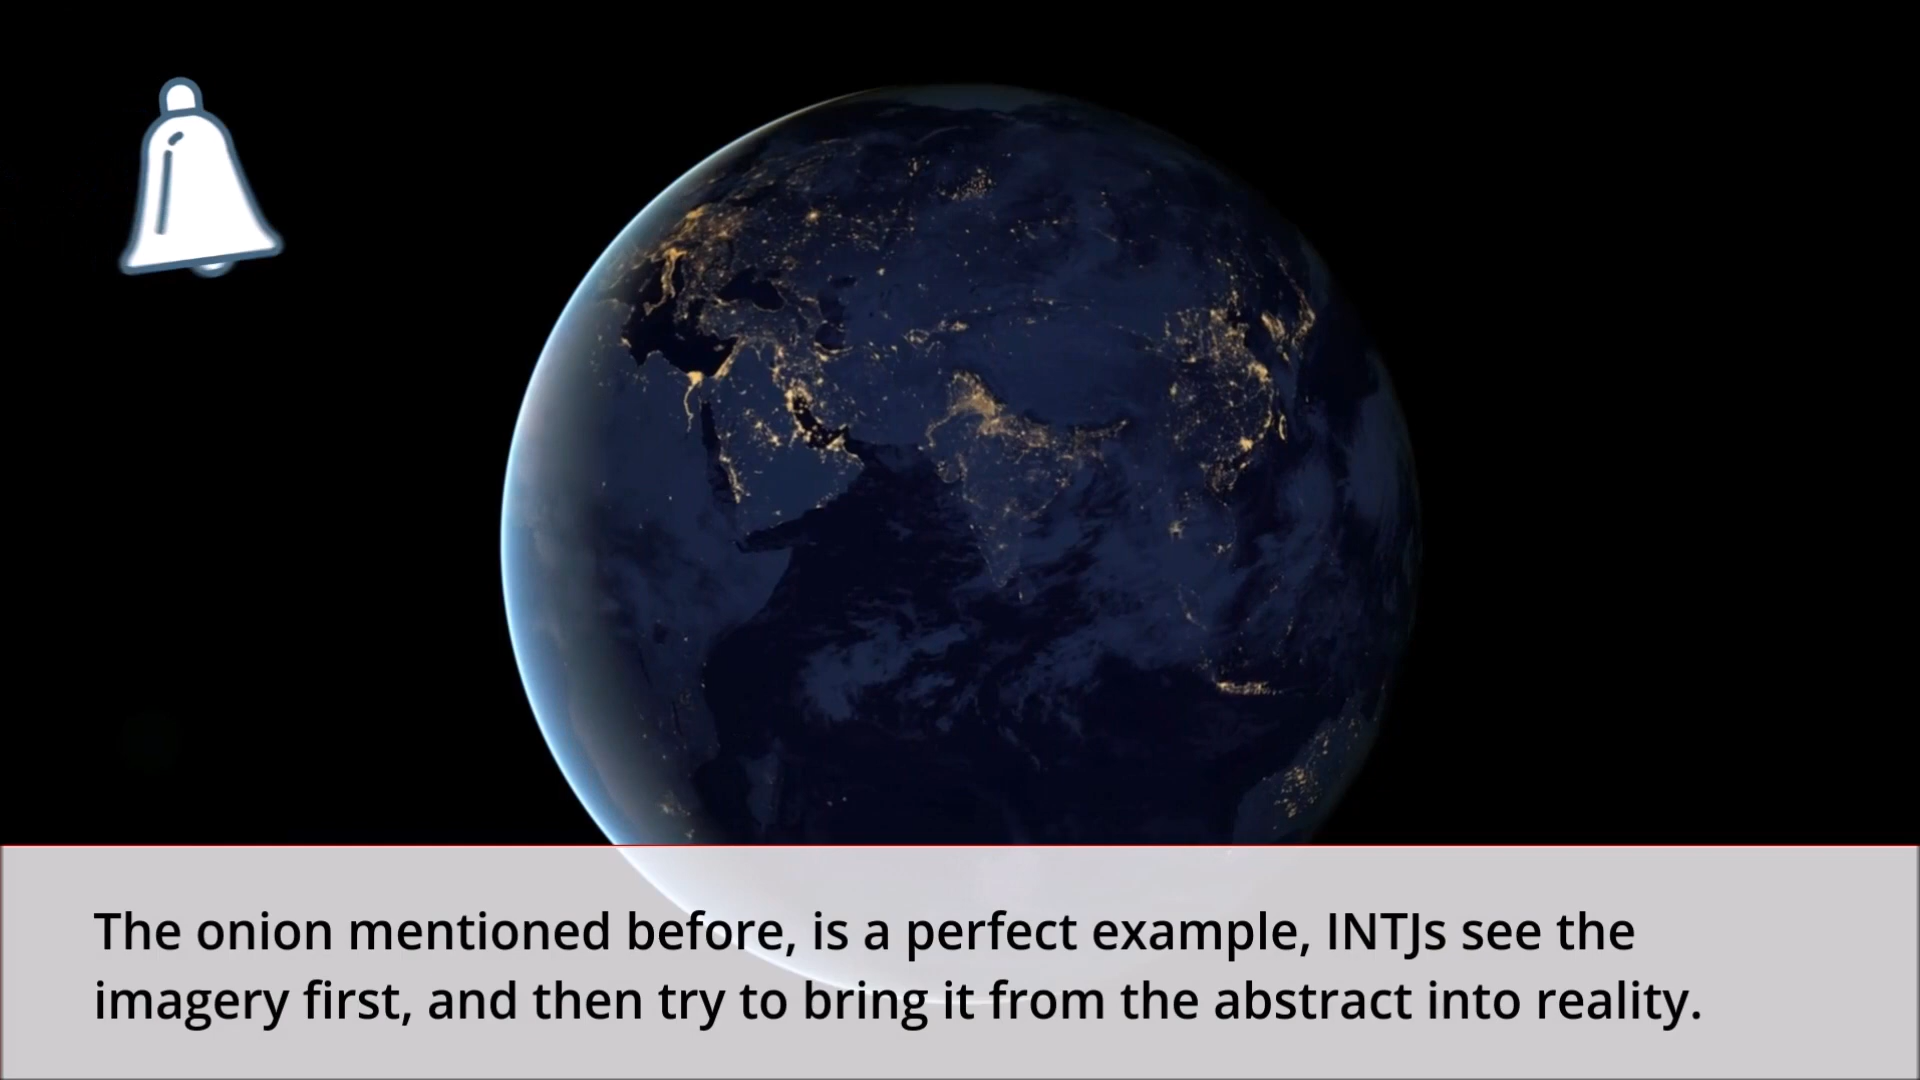 The onion mentioned before, is a perfect example, INTJs see the
imagery first, and then try to bring it from the abstract into reality.